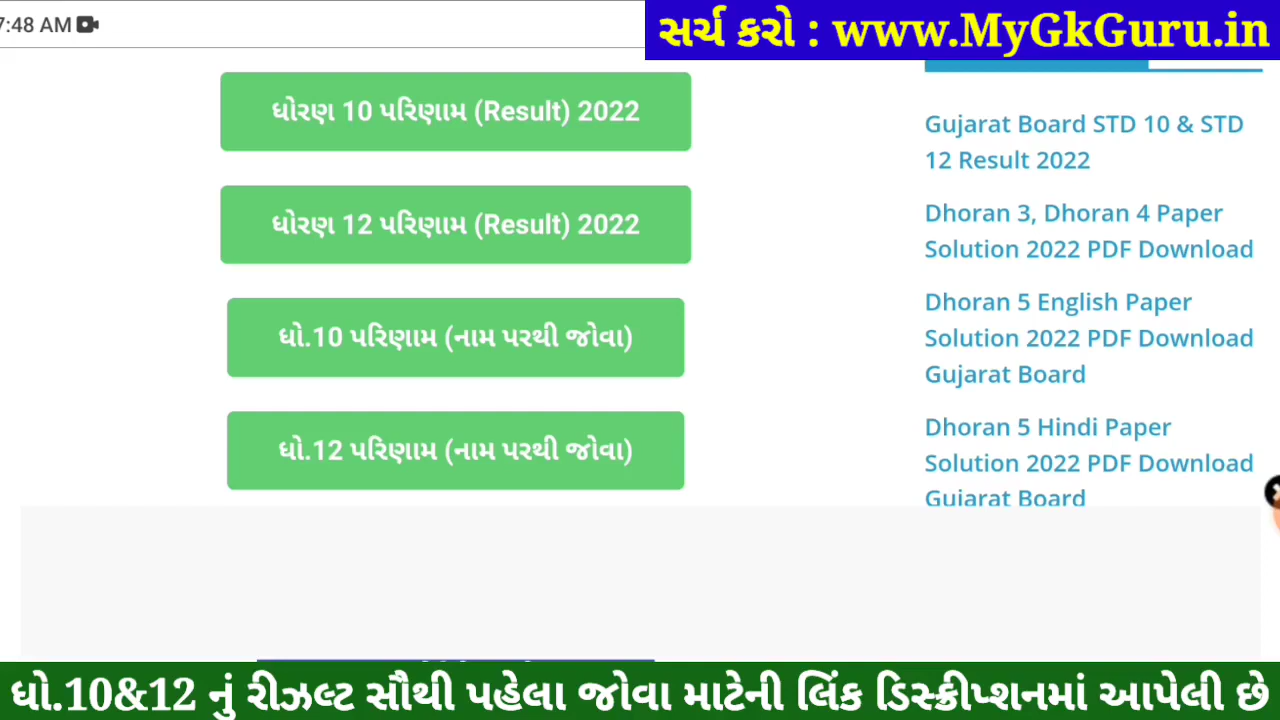 7:48 AM
સર્ચ કરો : www.MyGkGuru.in
ધોરણ 10 પરિણામ (Result) 2022
ધોરણ 12 પરિણામ (Result) 2022
ધો.10 પરિણામ (નામ પરથી જોવા)
ધો.12 પરિણામ (નામ પરથી જોવા)
Gujarat Board STD 10 & STD
12 Result 2022
Dhoran 3, Dhoran 4 Paper
Solution 2022 PDF Download
Dhoran 5 English Paper
Solution 2022 PDF Download
Gujarat Board
Dhoran 5 Hindi Paper
Solution 2022 PDF Download
Gujarat Board
ધો.10&12 નું રીઝલ્ટ સૌથી પહેલા જોવા માટેની લિંક ડિસ્ક્રીપ્શનમાં આપેલી છે